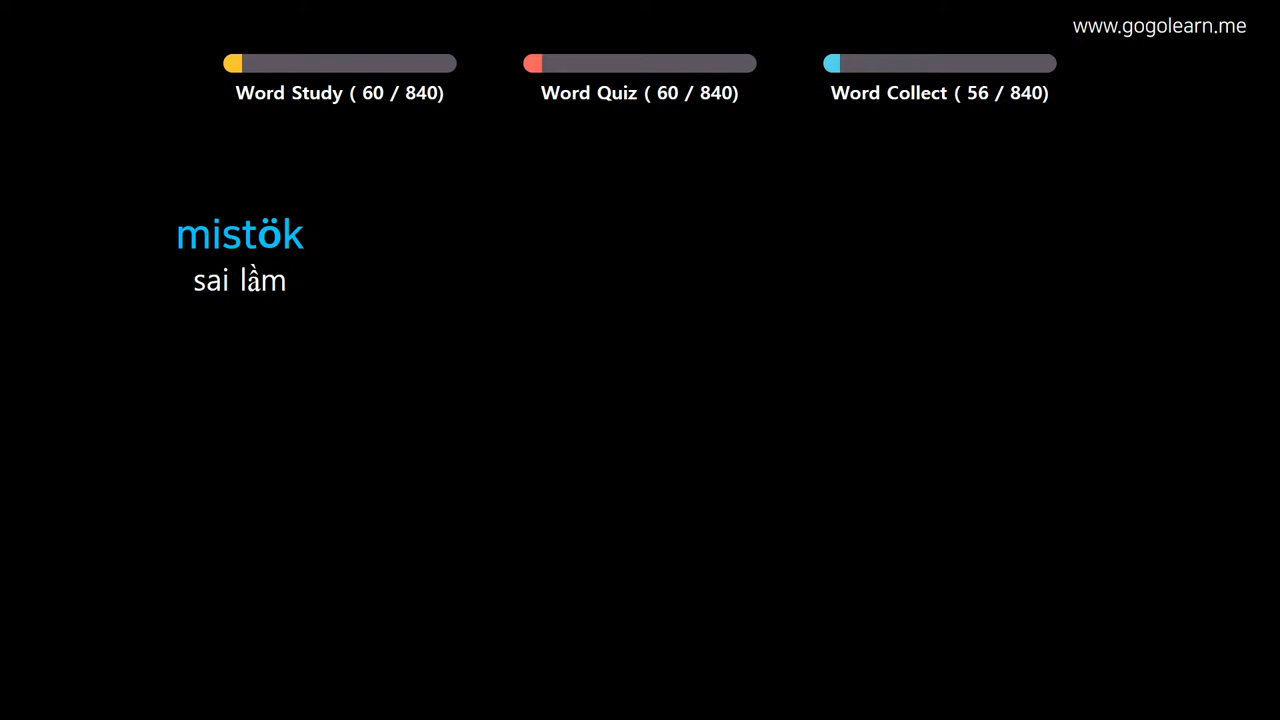 www.gogolearn.me
Word Study ( 60 / 840)
Word Quiz ( 60 / 840)
Word Collect ( 56 / 840)
mistök
sai lầm